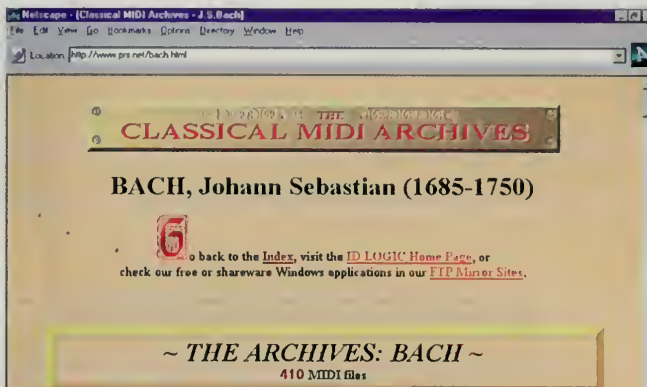 Netscape - [Classical MIDI Archives - J.S.Bach]
File Edit View Go Bookmarks Options Directory Window Help
Location: http://www.prs.net/bach.html
THE
CLASSICAL MIDI ARCHIVES
BACH, Johann Sebastian (1685-1750)
Go back to the Index, visit the ID LOGIC Home Page, or
check our free or shareware Windows applications in our FTP Mirror Sites.
~ THE ARCHIVES: BACH ~
410 MIDI files